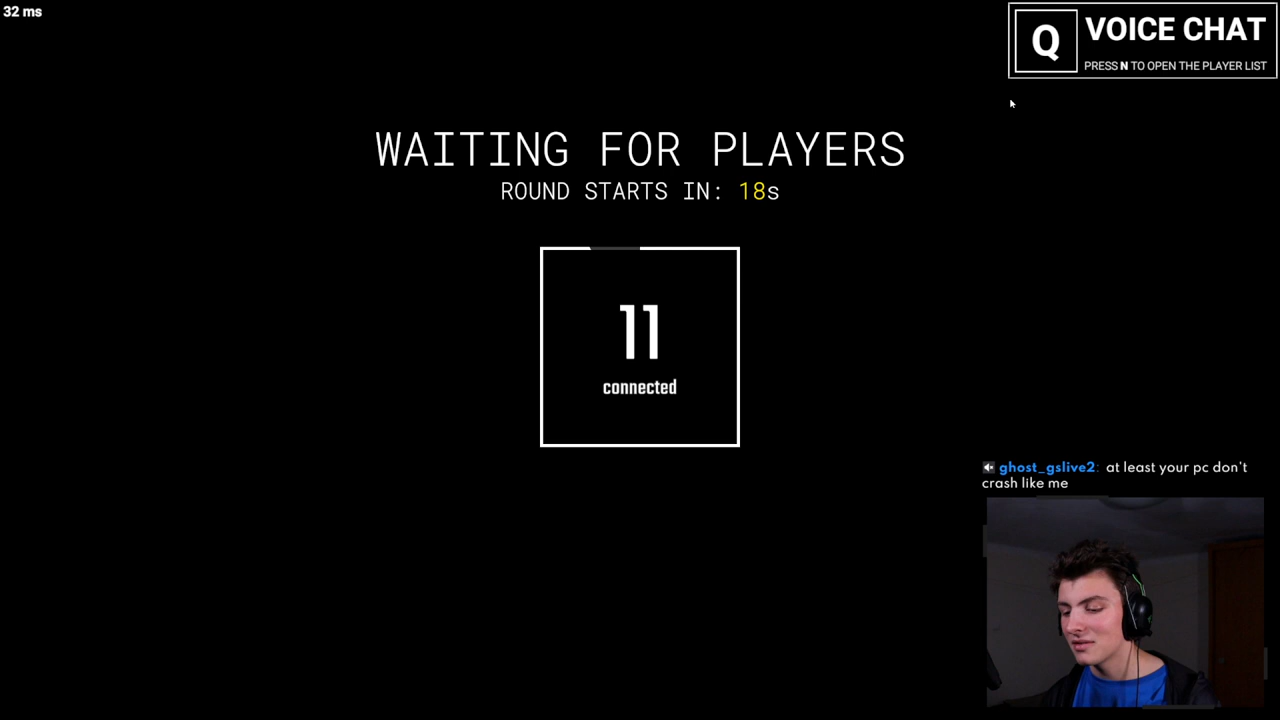 32 ms
Q
VOICE CHAT
PRESS N TO OPEN THE PLAYER LIST
WAITING FOR PLAYERS
ROUND STARTS IN: 18s
11
connected
ghost_gslive2: at least your pc don't
crash like me